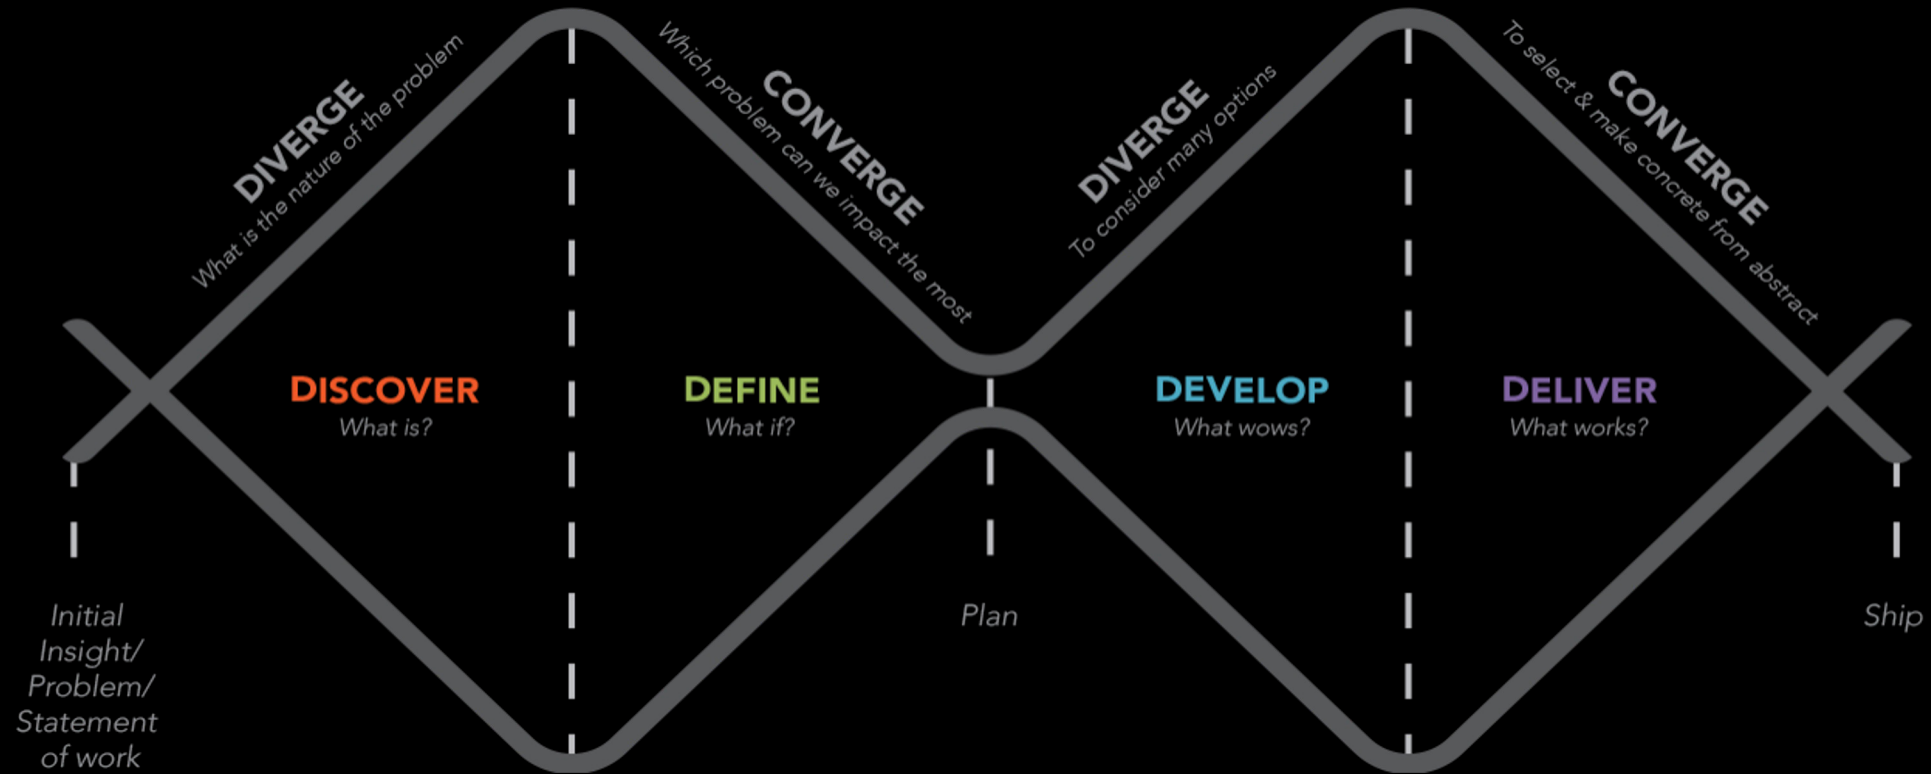 DIVERGE
What is the nature of the problem
CONVERGE
Which problem can we impact the most
DIVERGE
To consider many options
CONVERGE
To select & make concrete from abstract
DISCOVER
What is?
DEFINE
What if?
DEVELOP
What wows?
DELIVER
What works?
Initial
Insight/
Problem/
Statement
of work
Plan
Ship